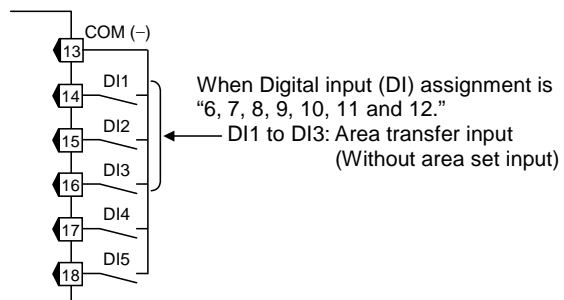 COM (−)
13
DI1
14
DI2
15
DI3
16
DI4
17
DI5
18
When Digital input (DI) assignment is
“6, 7, 8, 9, 10, 11 and 12.”
DI1 to DI3: Area transfer input
(Without area set input)